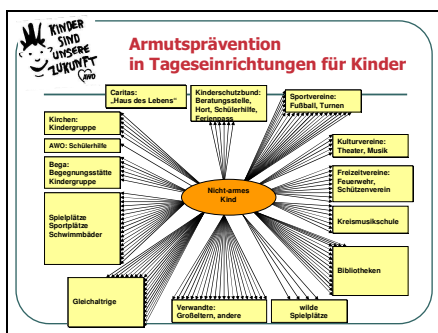 KINDER
SIND
UNSERE
ZUKUNFT
AWO
Armutsprävention
in Tageseinrichtungen für Kinder
Caritas:
„Haus des Lebens“
Kinderschutzbund:
Beratungsstelle,
Hort, Schülerhilfe,
Ferienpass
Sportvereine:
Fußball, Turnen
Kirchen:
Kindergruppe
AWO: Schülerhilfe
Bega:
Begegnungsstätte
Kindergruppe
Kulturvereine:
Theater, Musik
Freizeitvereine:
Feuerwehr,
Schützenverein
Nicht-armes
Kind
Spielplätze
Sportplätze
Schwimmbäder
Kreismusikschule
Bibliotheken
Gleichaltrige
Verwandte:
Großeltern, andere
wilde
Spielplätze